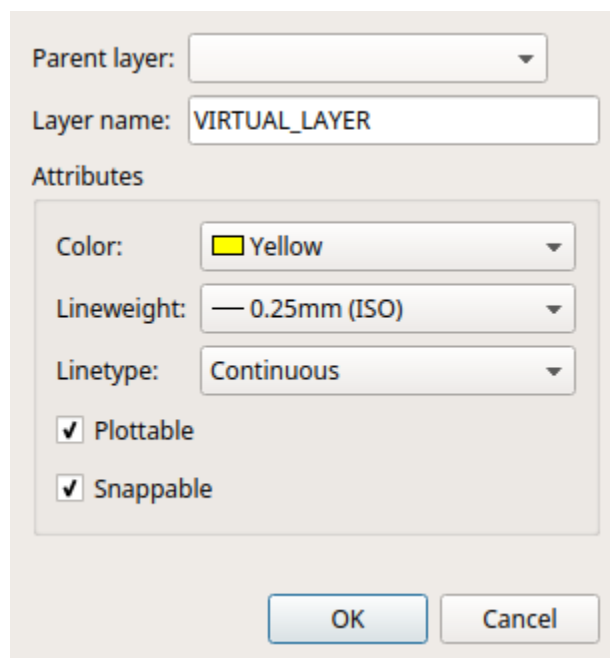 Parent layer:
Layer name: VIRTUAL_LAYER
Attributes
Color: Yellow
Lineweight: 0.25mm (ISO)
Linetype: Continuous
Plottable
Snappable
OK Cancel